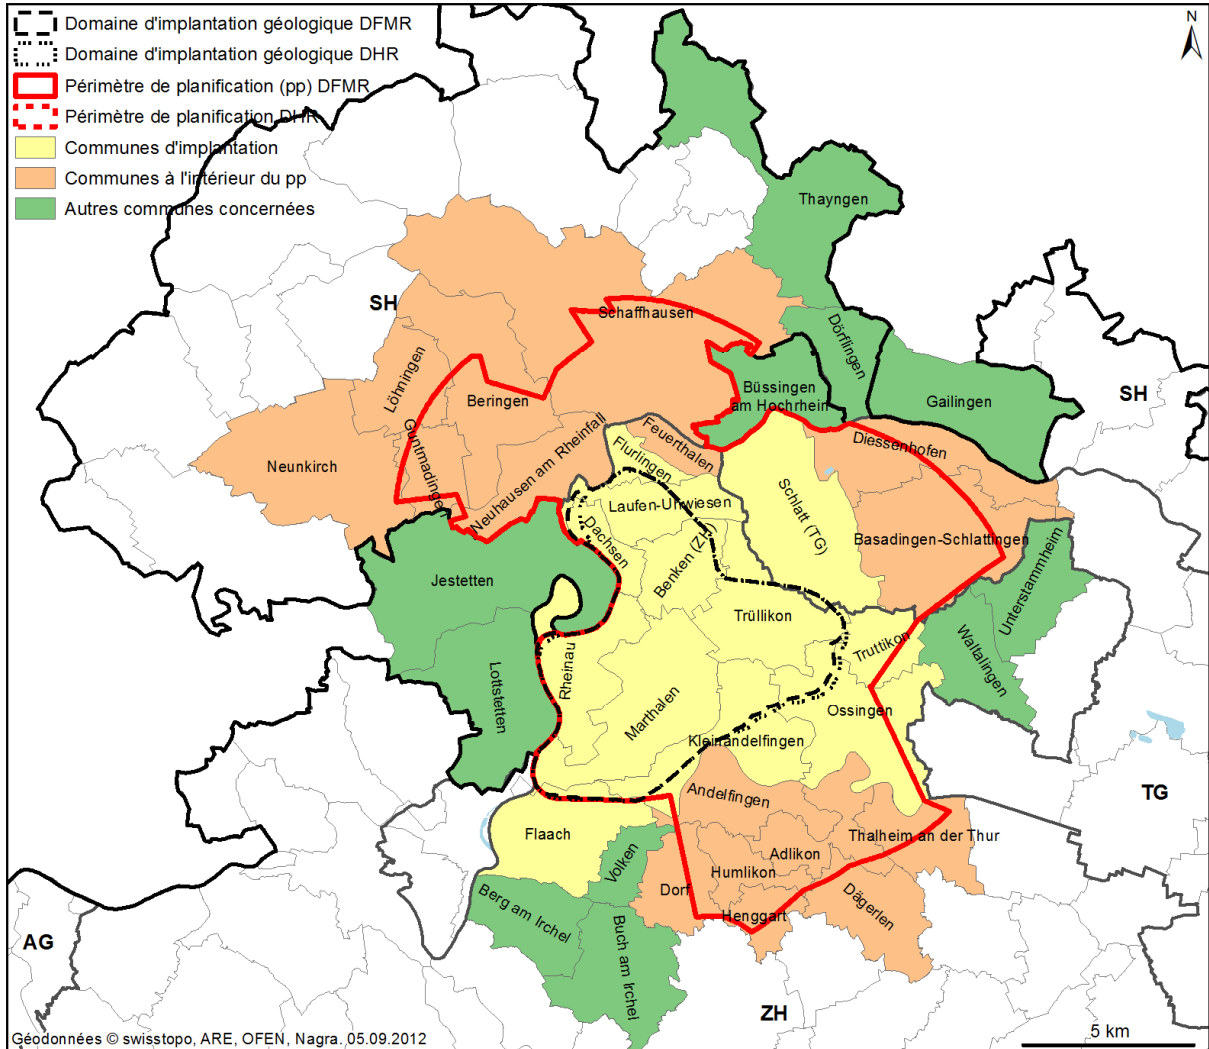 N
Domaine d'implantation géologique DFMR
Domaine d'implantation géologique DHR
Périmètre de planification (pp) DFMR
Périmètre de planification DHR
Communes d'implantation
Communes à l'intérieur du pp
Autres communes concernées
Thayngen
SH
Schaffhausen
Dörflingen
Löhningen
Beringen
Büssingen
am Hochrhein
Gailingen
SH
Guntmadingen
Neuhausen am Rheinfall
Feuerthalen
Flurlingen
Diessenhofen
Neunkirch
Laufen-Uhwiesen
Schlatt (TG)
Dachsen
Benken (ZH)
Basadingen-Schlattingen
Jestetten
Unterstammheim
Trüllikon
Truttikon
Waltalingen
Rheinau
Lottstetten
Marthalen
Ossingen
Kleinandelfingen
Andelfingen
TG
Flaach
Thalheim an der Thur
Volken
Adlikon
Humlikon
Dorf
Dägerlen
Henggart
Berg am Irchel
Buch am Irchel
AG
ZH
5 km
Géodonnées © swisstopo, ARE, OFEN, Nagra. 05.09.2012